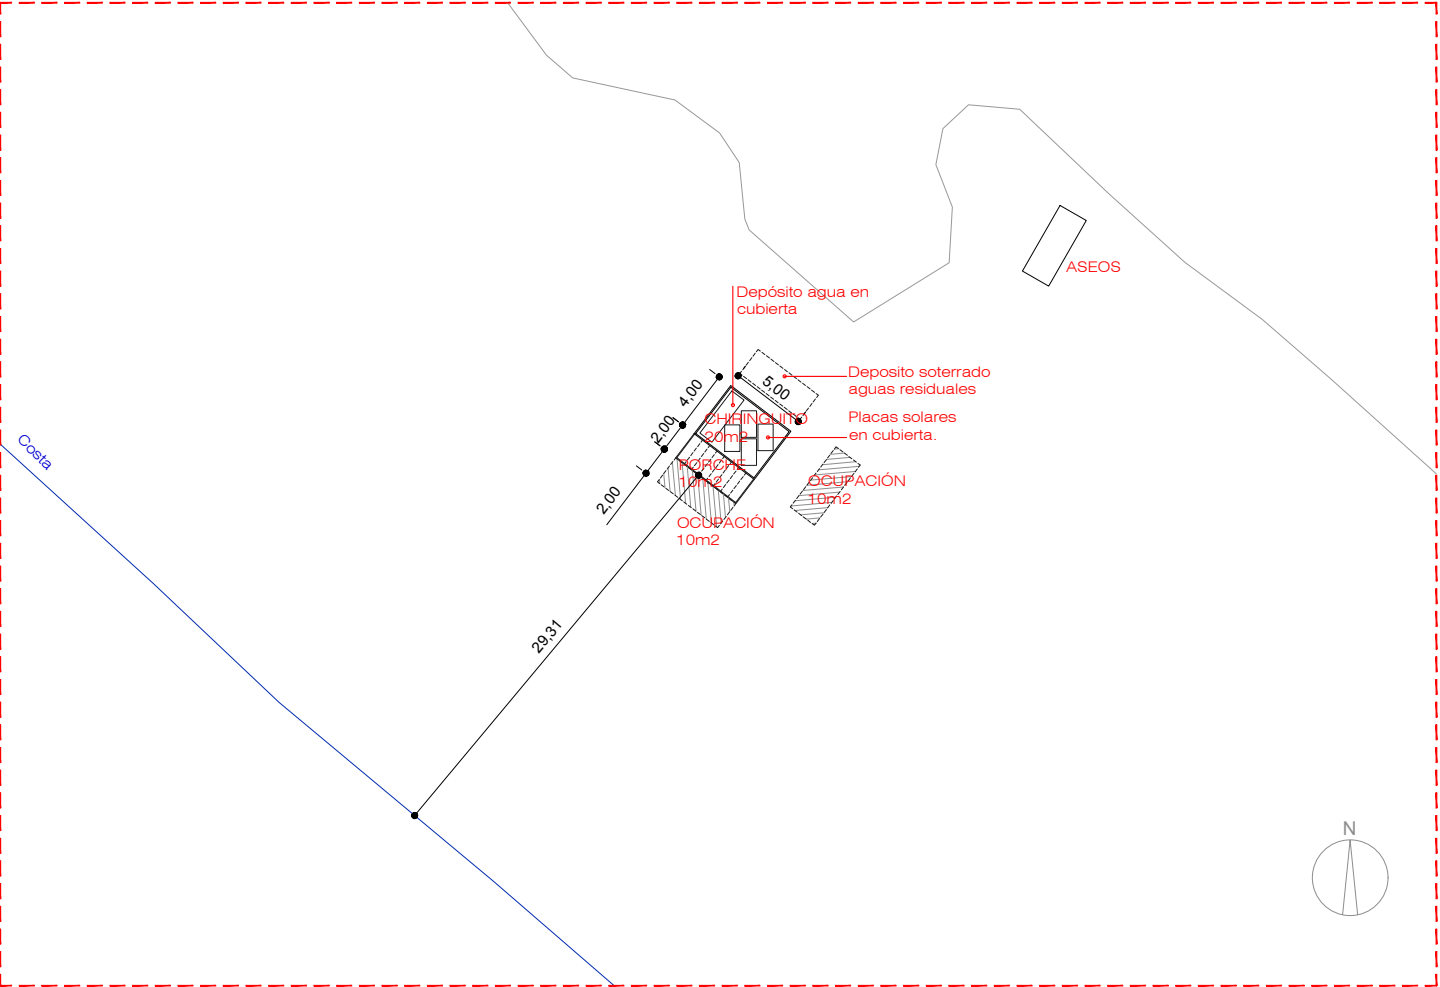 ASEOS
Depósito agua en
cubierta
Deposito soterrado
aguas residuales
5,00
4,00
Placas solares
en cubierta.
CHIRINGUITO
20m2
2,00
Costa
PORCHE
10m2
OCUPACIÓN
10m2
2,00
OCUPACIÓN
10m2
29,31
N